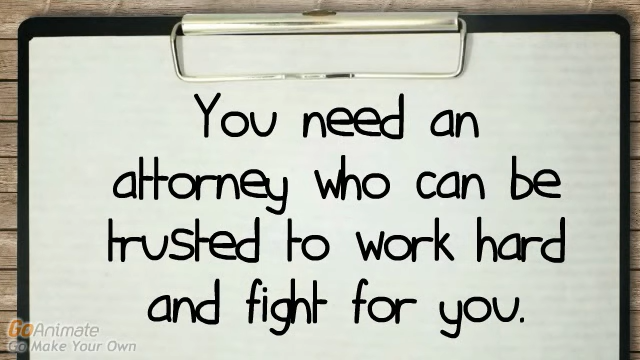 You need an
attorney who can be
trusted to work hard
and fight for you.
GoAnimate
Go Make Your Own